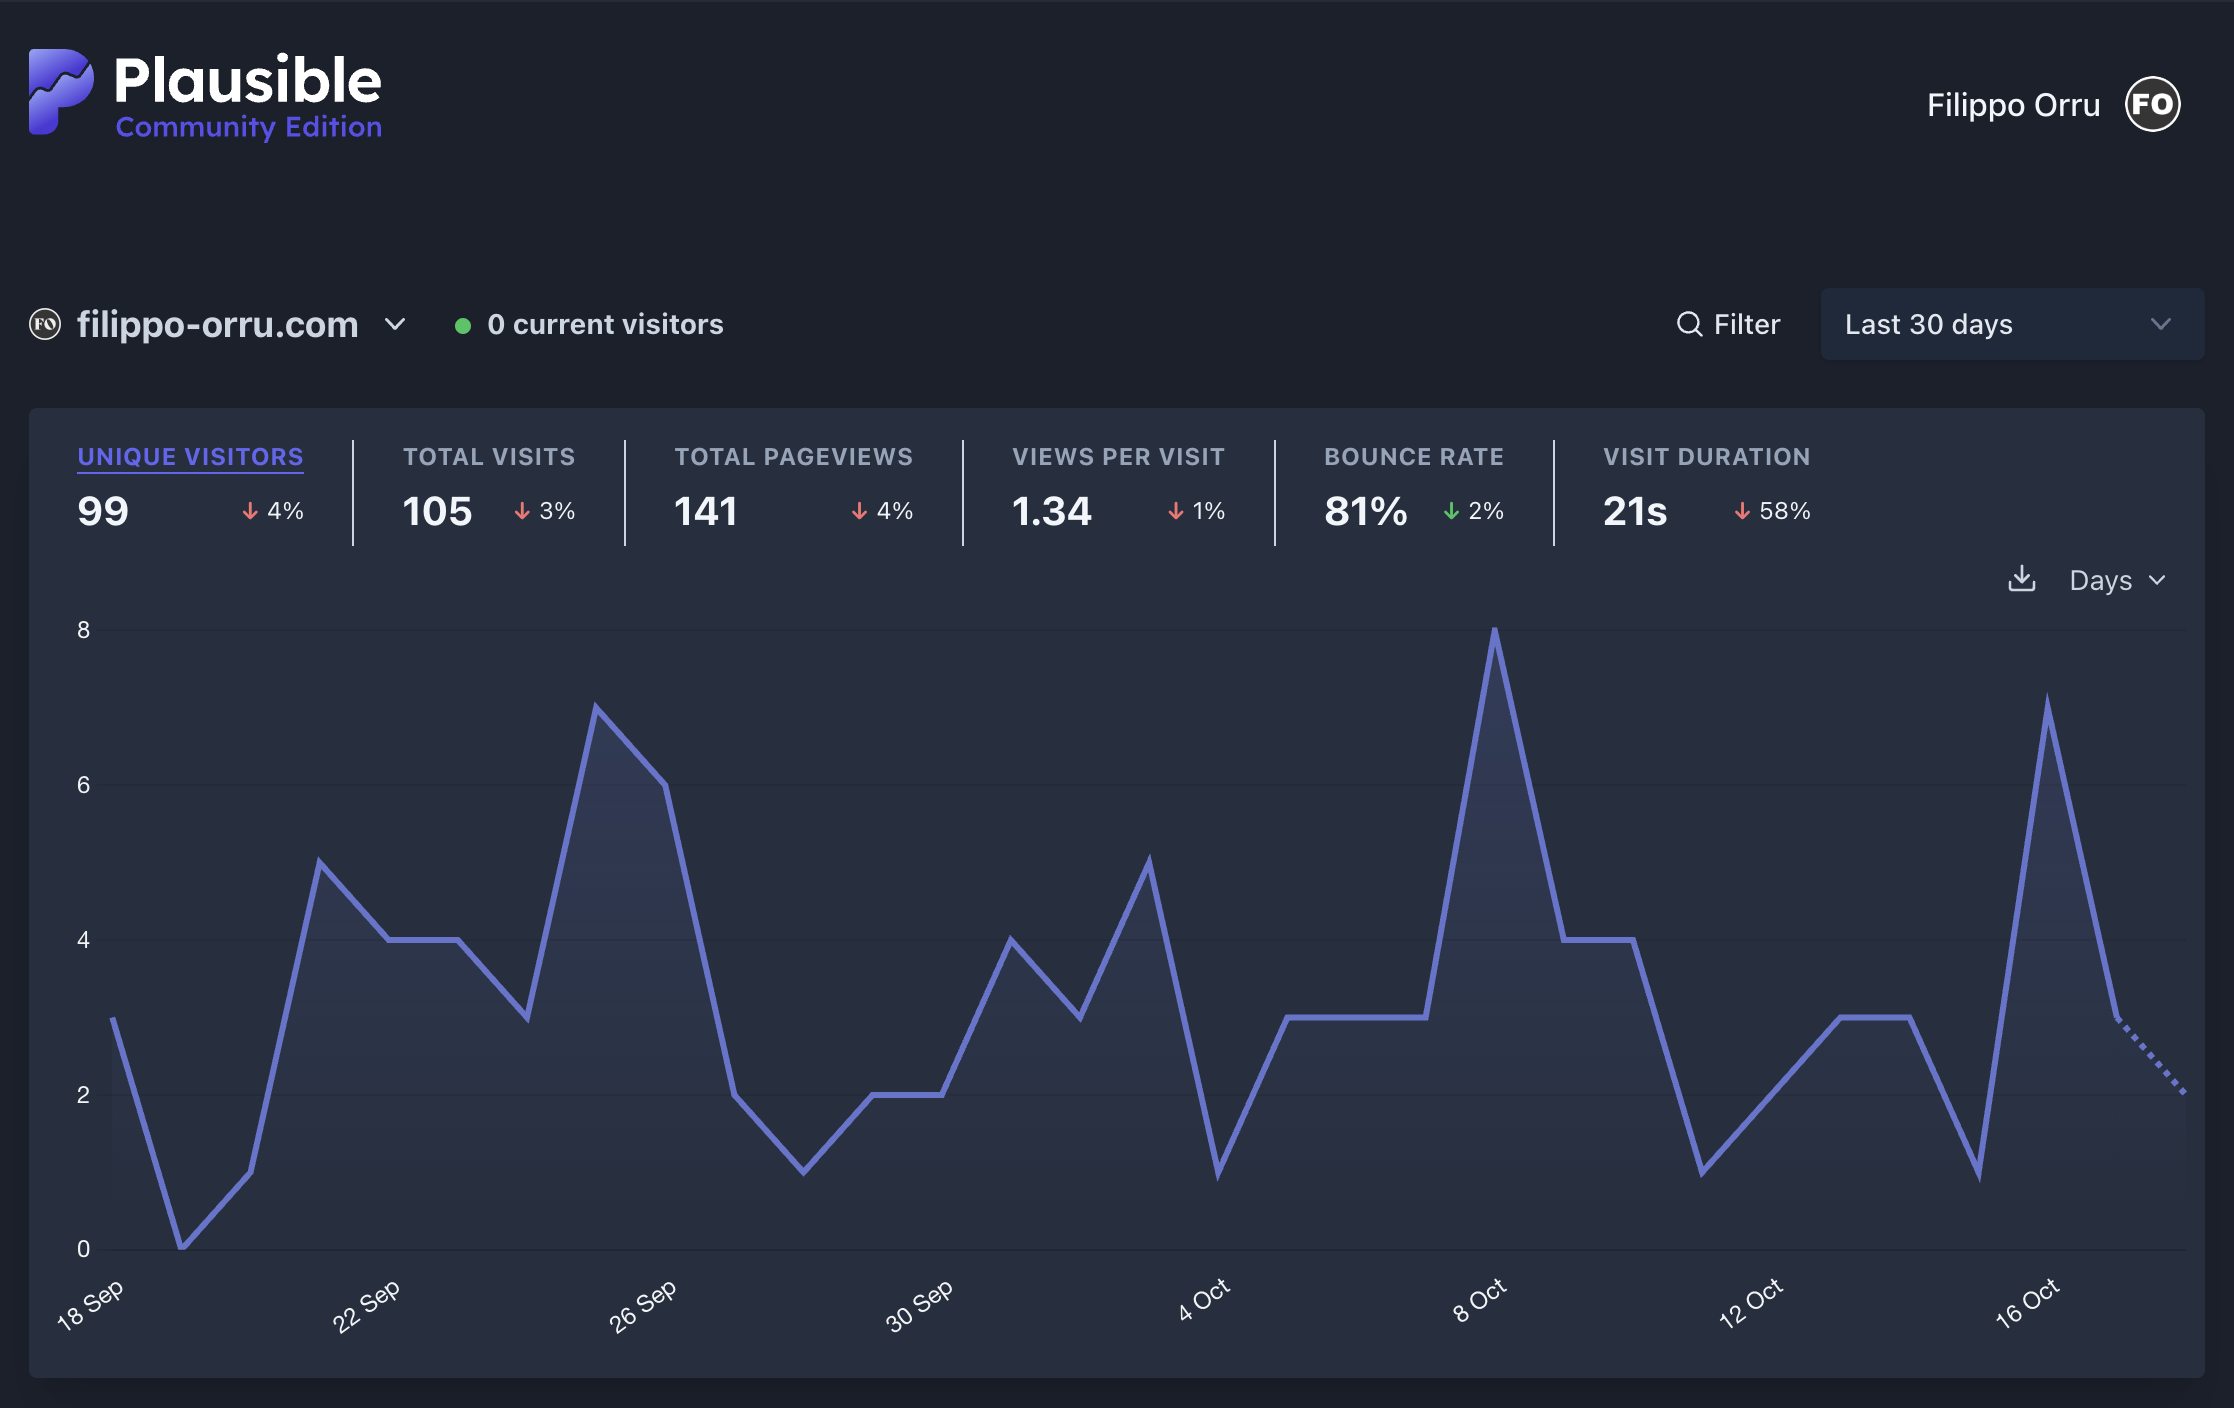 Plausible
Community Edition
Filippo Orru
FO
FO
filippo-orru.com
0 current visitors
Filter
Last 30 days
UNIQUE VISITORS
99
4%
TOTAL VISITS
105
3%
TOTAL PAGEVIEWS
141
4%
VIEWS PER VISIT
1.34
1%
BOUNCE RATE
81%
2%
VISIT DURATION
21s
58%
Days
8
6
4
2
0
18 Sep
22 Sep
26 Sep
30 Sep
4 Oct
8 Oct
12 Oct
16 Oct